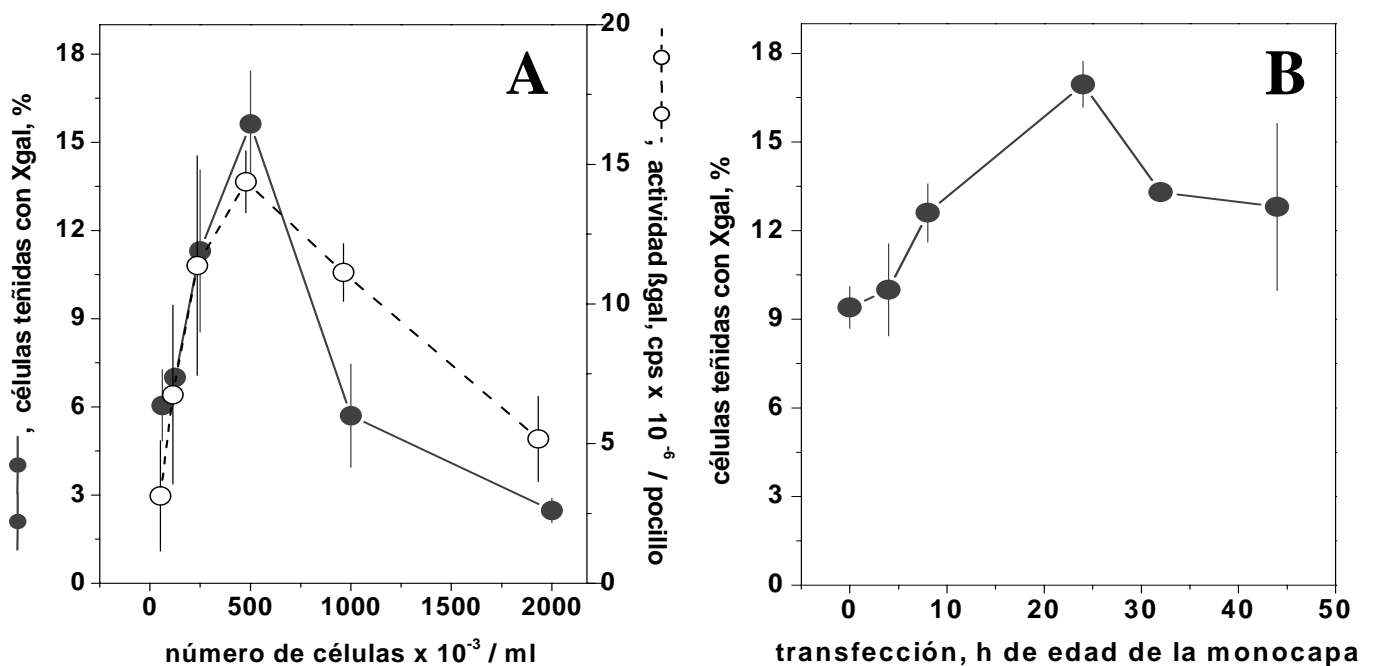 A
18
15
12
9
6
3
0
, células teñidas con Xgal, %
20
15
10
5
0
, actividad ßgal, cps x 10⁻⁶ / pocillo
0 500 1000 1500 2000
número de células x 10⁻³ / ml
B
18
15
12
9
6
3
0
células teñidas con Xgal, %
0 10 20 30 40 50
transfección, h de edad de la monocapa